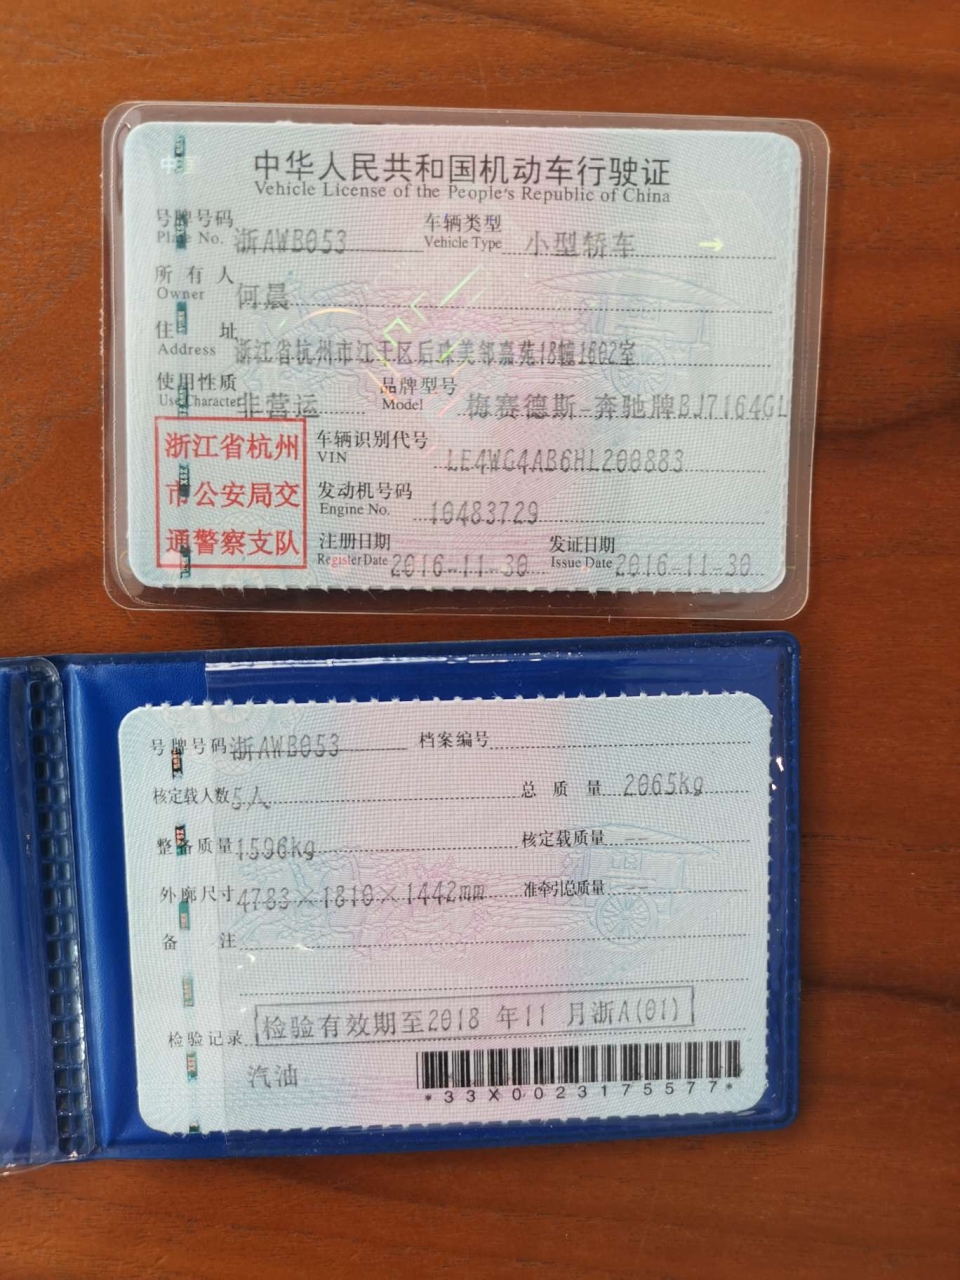 中华人民共和国机动车行驶证
Vehicle License of the People's Republic of China
号牌号码 浙AWB053 车辆类型 小型轿车
Plate No. Vehicle Type
所有人 何晨
Owner
住址 浙江省杭州市江干区后珠美邻嘉苑18幢1602室
Address
使用性质 非营运 品牌型号 梅赛德斯-奔驰牌BJ7164GL
Use Character Model
浙江省杭州
市公安局交
通警察支队
车辆识别代号 LE4WG4AB6HL200883
VIN
发动机号码 10483729
Engine No.
注册日期 2016-11-30 发证日期 2016-11-30
Register Date Issue Date
号牌号码 浙AWB053 档案编号
核定载人数 5人 总质量 2065kg
整备质量 1596kg 核定载质量 --
外廓尺寸 4783×1810×1442mm 准牵引总质量 --
备注
检验记录 检验有效期至2018 年11 月浙A(01)
汽油
*33X0023175577*